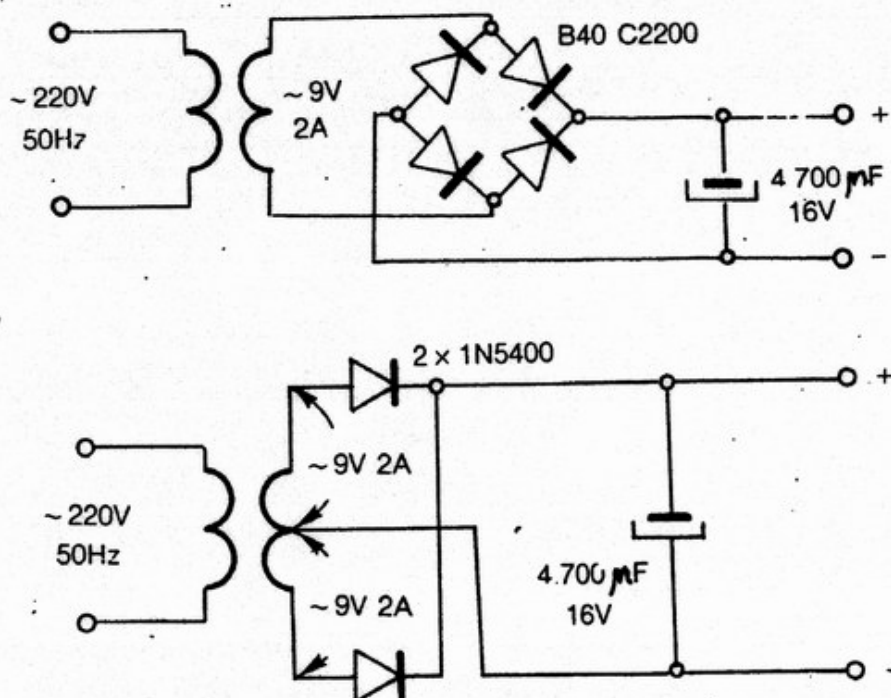 B40 C2200
~220V
50Hz
~9V
2A
+
4 700 µF
16V
-
2 × 1N5400
+
~9V 2A
~220V
50Hz
4.700 µF
16V
~9V 2A
-